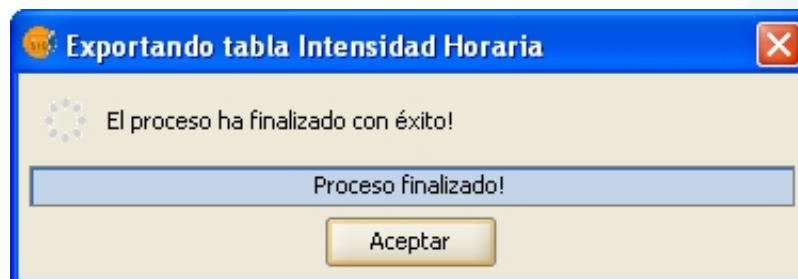 Exportando tabla Intensidad Horaria
El proceso ha finalizado con éxito!
Proceso finalizado!
Aceptar